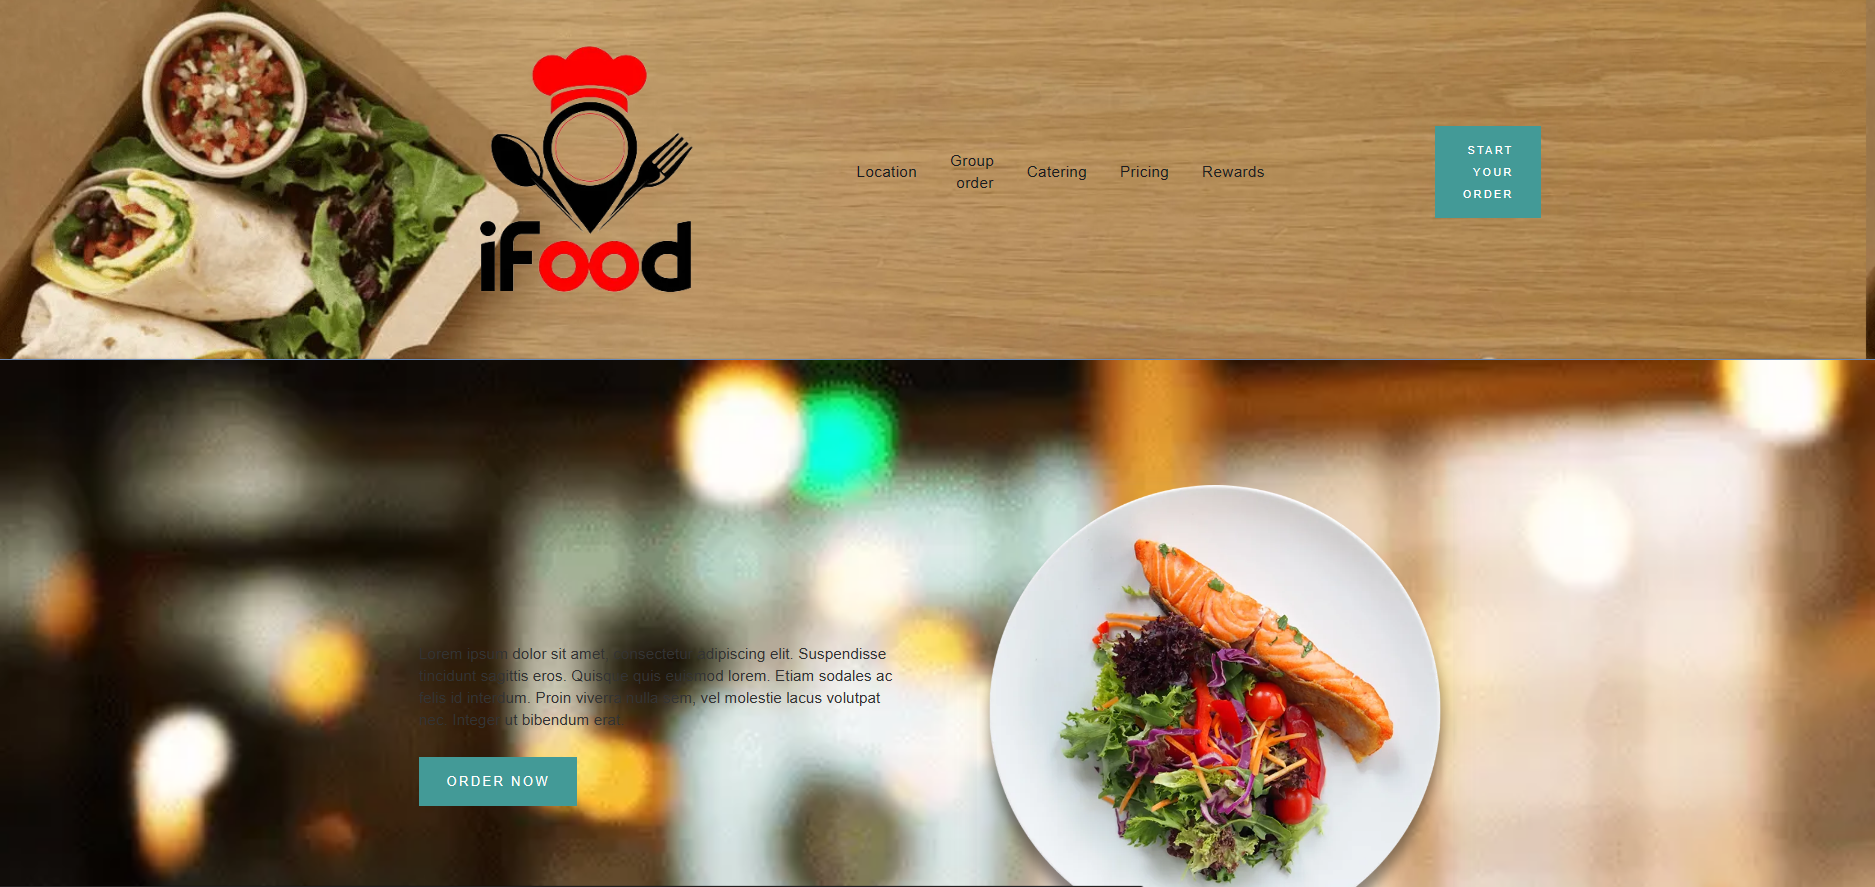 iFood
Location
Group
order
Catering
Pricing
Rewards
START
YOUR
ORDER
Lorem ipsum dolor sit amet, consectetur adipiscing elit. Suspendisse
tincidunt sagittis eros. Quisque quis euismod lorem. Etiam sodales ac
felis id interdum. Proin viverra nulla sem, vel molestie lacus volutpat
nec. Integer ut bibendum erat.
ORDER NOW